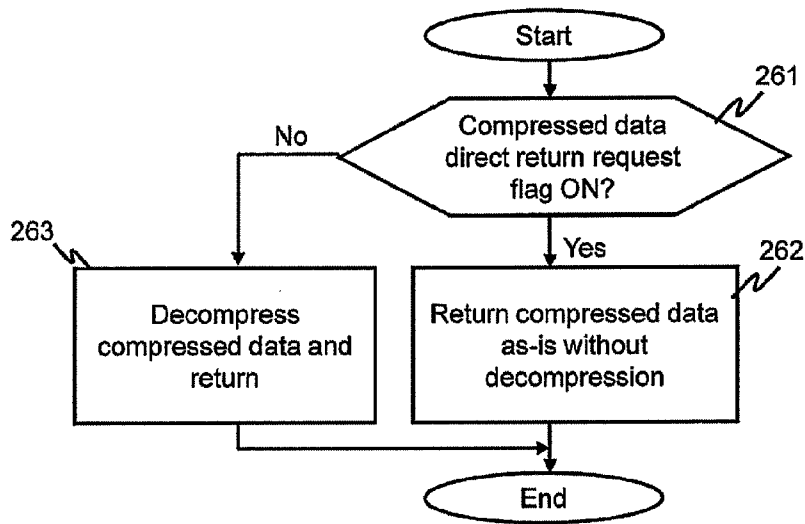 Start
261
Compressed data
direct return request
flag ON?
No
Yes
263
262
Decompress
compressed data and
return
Return compressed data
as-is without
decompression
End